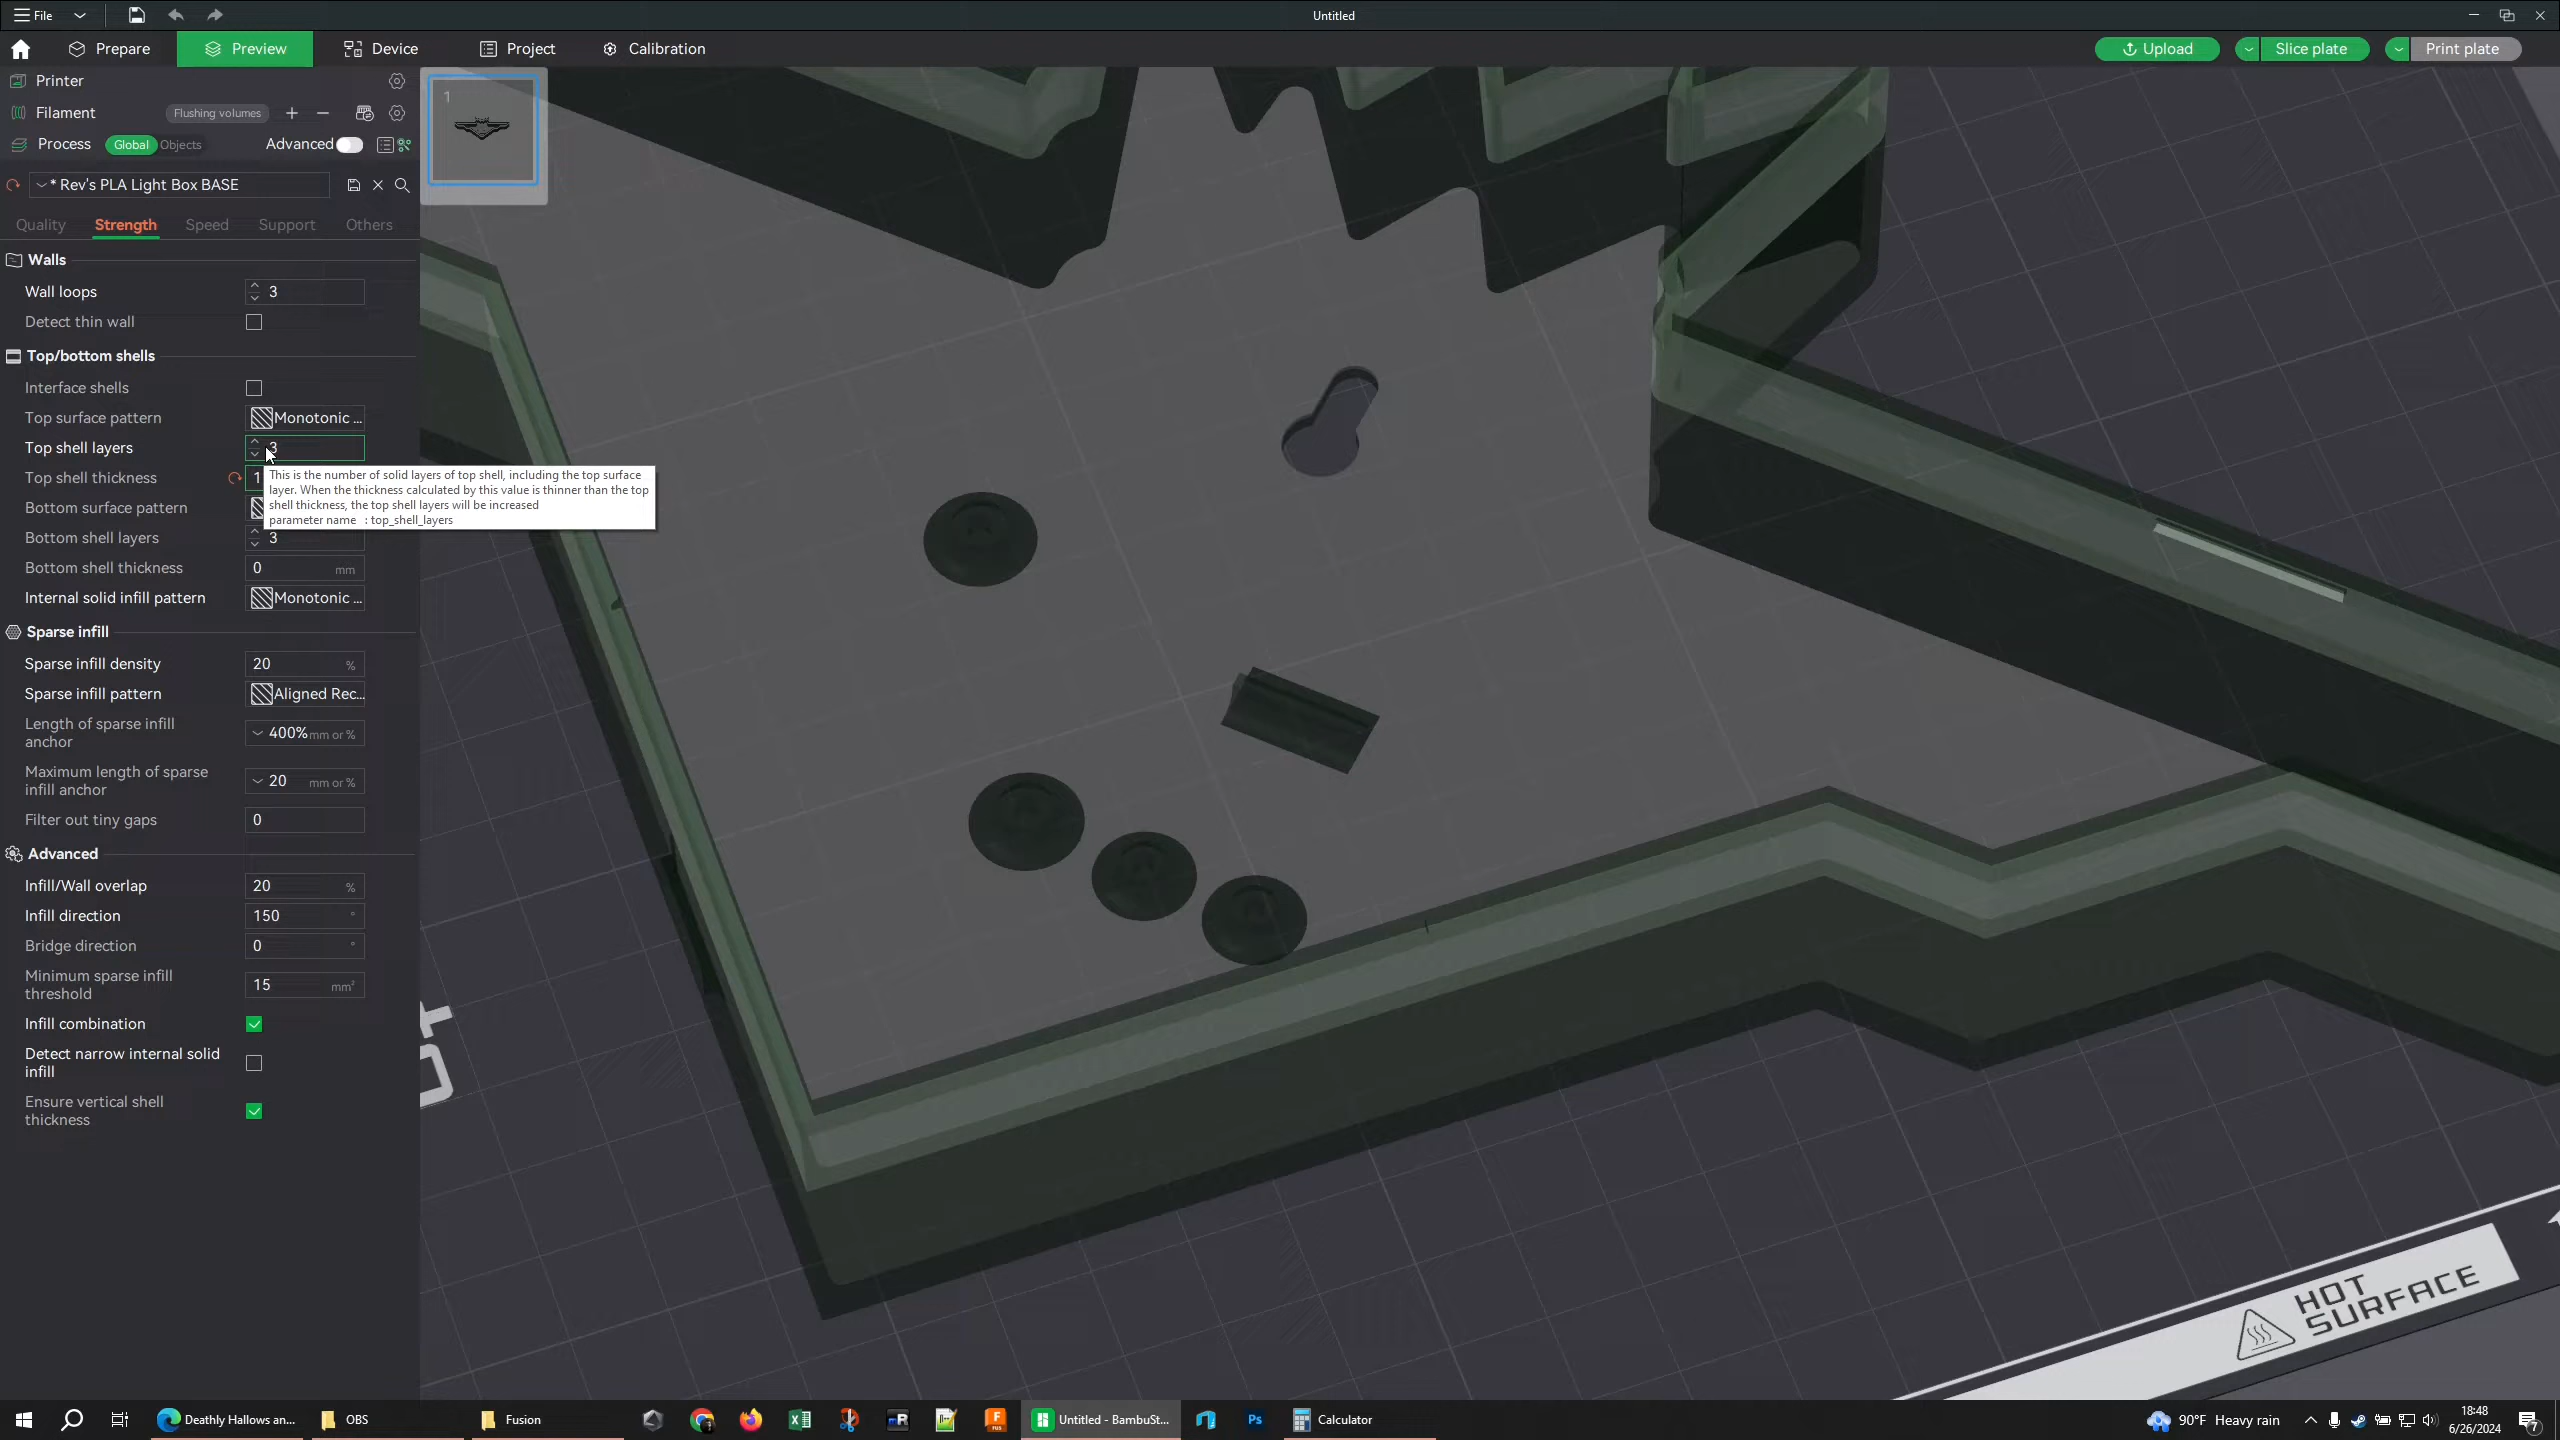 File
Untitled
Prepare
Preview
Device
Project
Calibration
Upload
Slice plate
Print plate
Printer
Filament
Flushing volumes
Process
Global
Objects
Advanced
* Rev's PLA Light Box BASE
Quality
Strength
Speed
Support
Others
1
Walls
Wall loops 3
Detect thin wall
Top/bottom shells
Interface shells
Top surface pattern Monotonic ...
Top shell layers 3
Top shell thickness 1
This is the number of solid layers of top shell, including the top surface
layer. When the thickness calculated by this value is thinner than the top
shell thickness, the top shell layers will be increased
parameter name : top_shell_layers
Bottom surface pattern
Bottom shell layers 3
Bottom shell thickness 0 mm
Internal solid infill pattern Monotonic ...
Sparse infill
Sparse infill density 20 %
Sparse infill pattern Aligned Rec...
Length of sparse infill
anchor 400% mm or %
Maximum length of sparse
infill anchor 20 mm or %
Filter out tiny gaps 0
Advanced
Infill/Wall overlap 20 %
Infill direction 150 °
Bridge direction 0 °
Minimum sparse infill
threshold 15 mm²
Infill combination
Detect narrow internal solid
infill
Ensure vertical shell
thickness
HOT
SURFACE
Deathly Hallows an...
OBS
Fusion
Untitled - BambuSt...
Ps
Calculator
90°F Heavy rain
18:48
6/26/2024
7